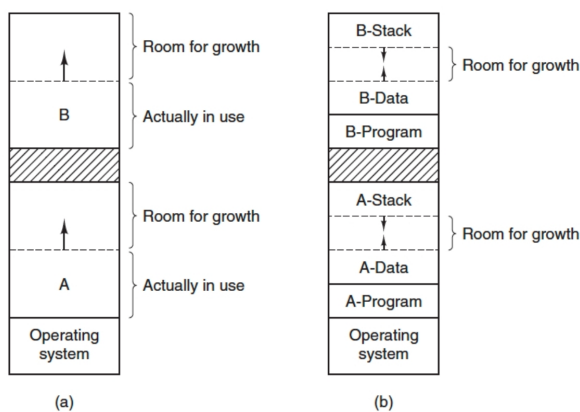 Room for growth
B
Actually in use
Room for growth
A
Actually in use
Operating
system
(a)
B-Stack
Room for growth
B-Data
B-Program
A-Stack
Room for growth
A-Data
A-Program
Operating
system
(b)